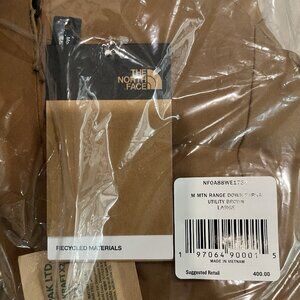 THE
NORTH
FACE
RECYCLED MATERIALS
M MTN RANGE DOWN
UTILITY BROWN
LARGE
1 97064 90001 5
MADE IN VIETNAM
Suggested Retail 400.00